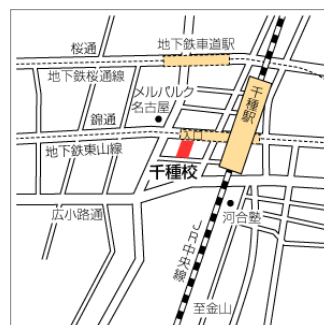 桜通
地下鉄車道駅
地下鉄桜通線
メルパルク
名古屋
千種駅
錦通
入口
地下鉄東山線
千種校
広小路通
河合塾
JR中央線
至金山